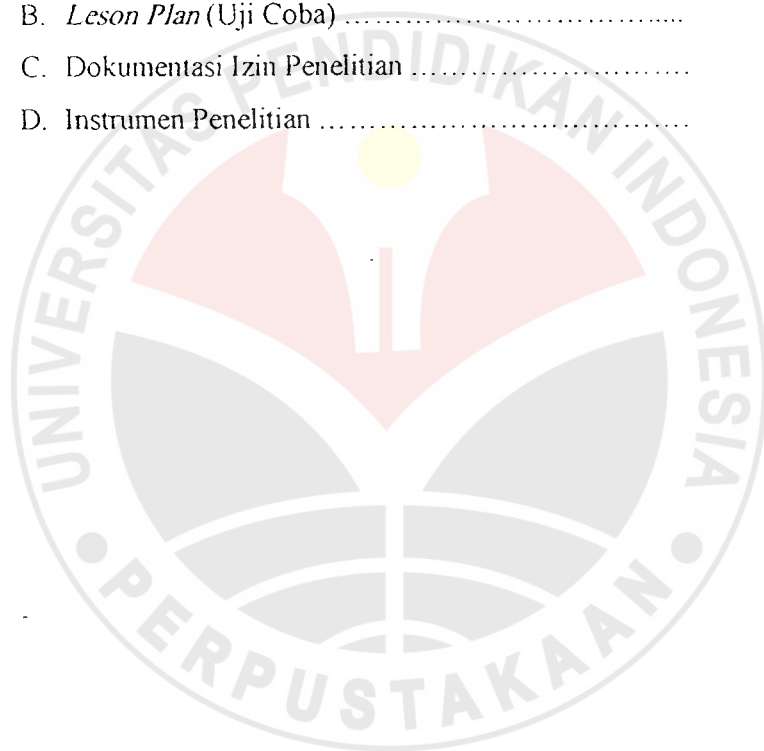 B. Leson Plan (Uji Coba) ...................................
C. Dokumentasi Izin Penelitian ............................
D. Instrumen Penelitian .....................................
UNIVERSITAS PENDIDIKAN INDONESIA
PERPUSTAKAAN